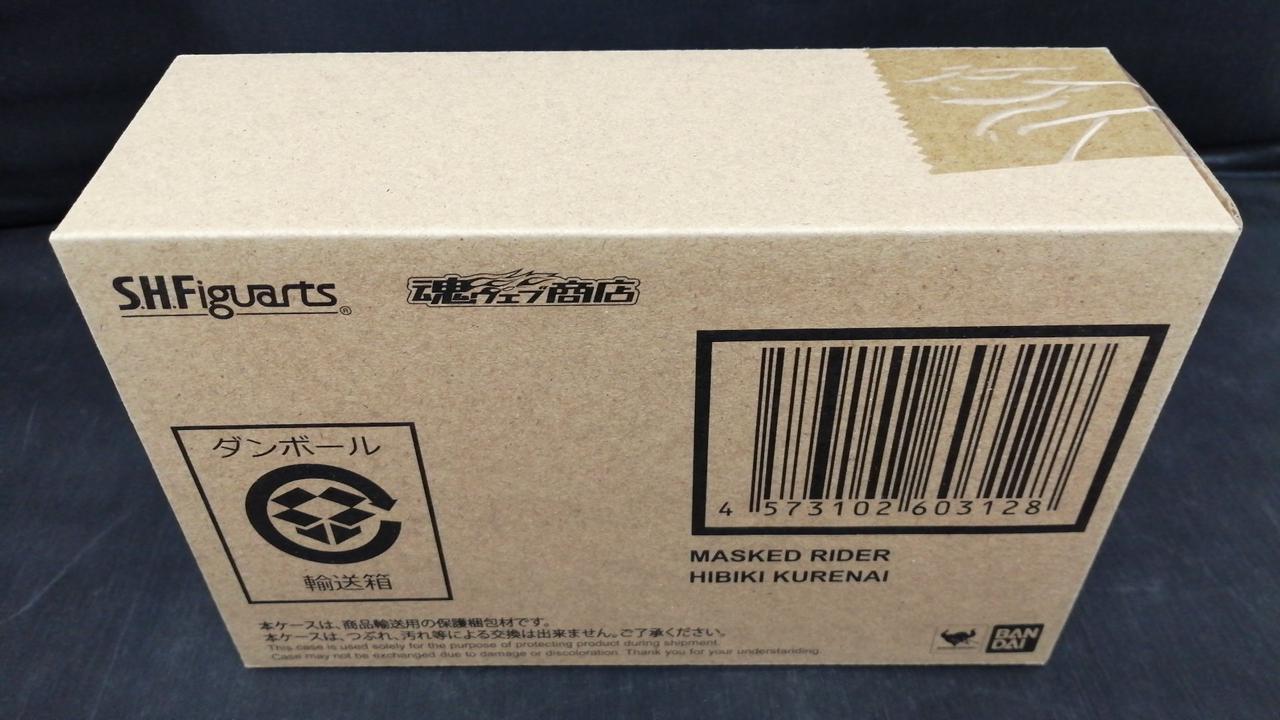 S.H.Figuarts®
魂ウェブ商店
4 573102 603128
MASKED RIDER
HIBIKI KURENAI
ダンボール
輸送箱
本ケースは、商品輸送用の保護梱包材です。
本ケースは、つぶれ、汚れ等による交換は出来ません。ご了承ください。
This case is used solely for the purpose of protecting product during shipment.
Case may not be exchanged due to damage or discoloration. Thank you for your understanding.
BAN
DAI